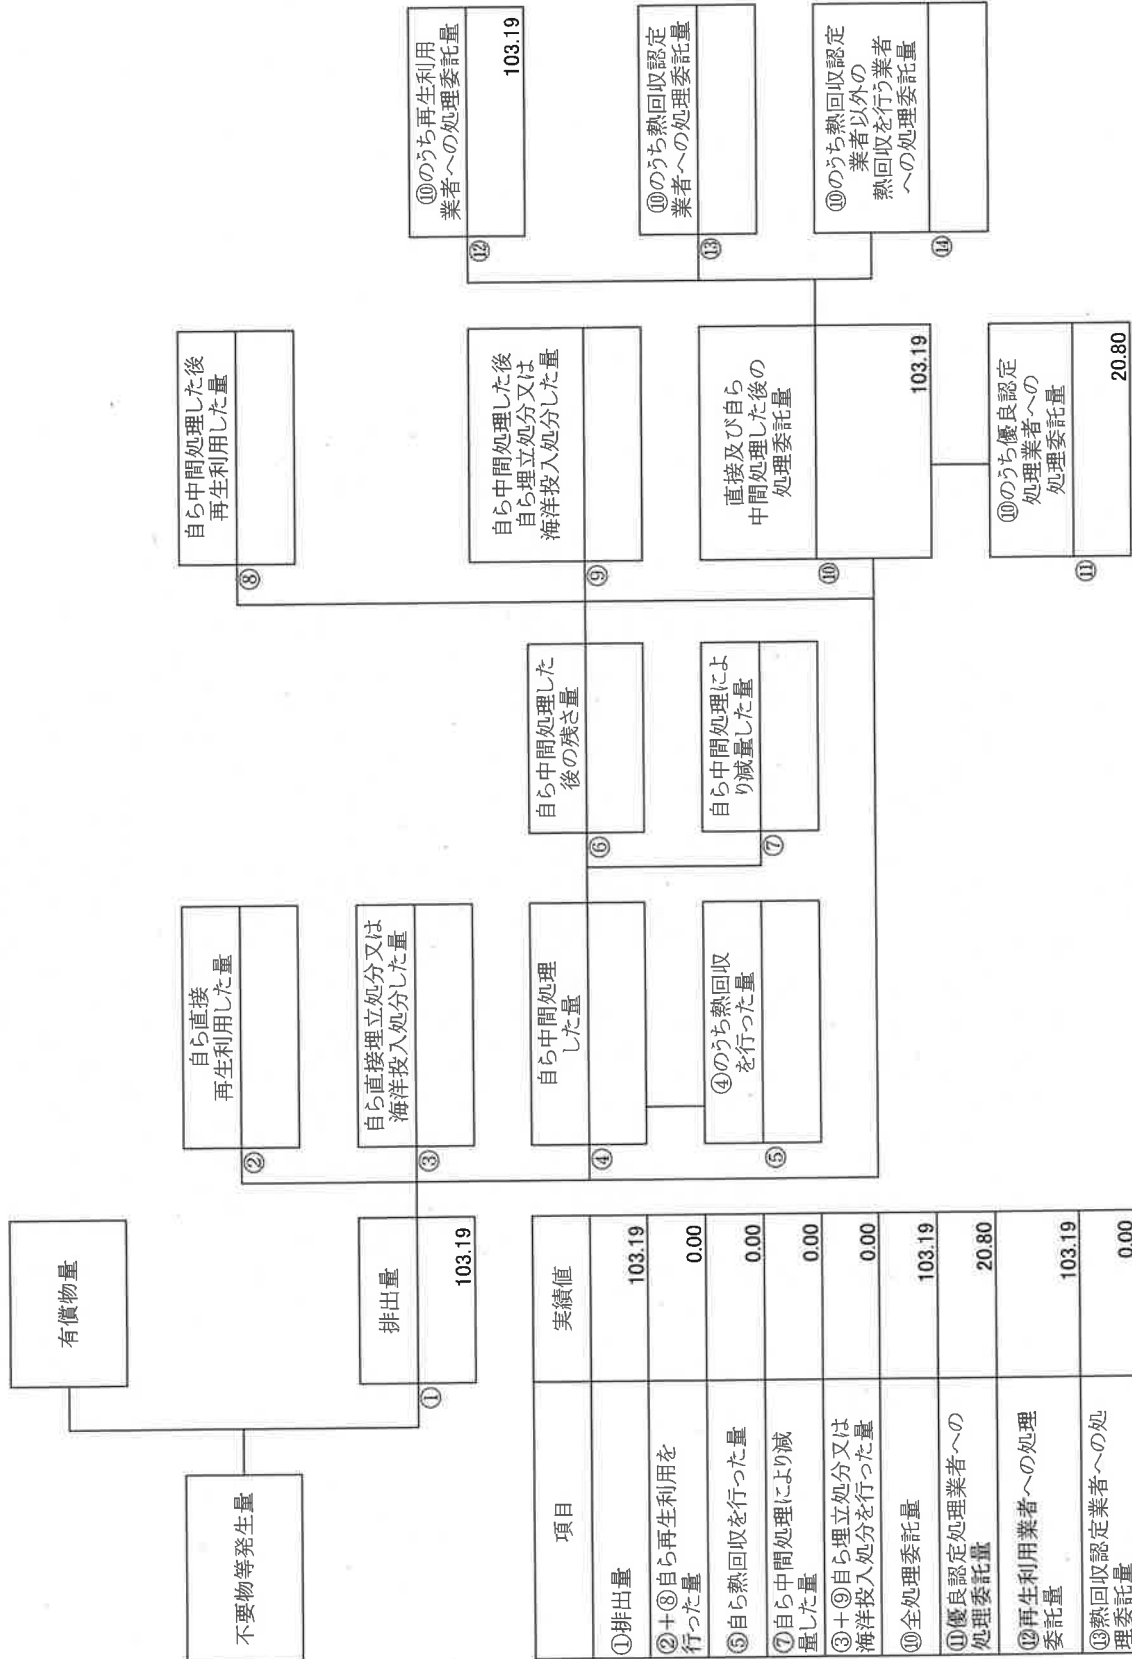 有償物量
不要物等発生量
排出量
①
103.19
自ら直接
再生利用した量
②
自ら直接埋立処分又は
海洋投入処分した量
③
自ら中間処理
した量
④
④のうち熱回収
を行った量
⑤
自ら中間処理した
後の残さ量
⑥
自ら中間処理によ
り減量した量
⑦
自ら中間処理した後
再生利用した量
⑧
自ら中間処理した後
自ら埋立処分又は
海洋投入処分した量
⑨
直接及び自ら
中間処理した後の
処理委託量
⑩
103.19
⑩のうち優良認定
処理業者への
処理委託量
⑪
20.80
⑩のうち再生利用
業者への処理委託量
⑫
103.19
⑩のうち熱回収認定
業者への処理委託量
⑬
⑩のうち熱回収認定
業者以外の
熱回収を行う業者
への処理委託量
⑭
項目 実績値
①排出量 103.19
②+⑧自ら再生利用を
行った量 0.00
⑤自ら熱回収を行った量 0.00
⑦自ら中間処理により減
量した量 0.00
③+⑨自ら埋立処分又は
海洋投入処分を行った量 0.00
⑩全処理委託量 103.19
⑪優良認定処理業者への
処理委託量 20.80
⑫再生利用業者への処理
委託量 103.19
⑬熱回収認定業者への処
理委託量 0.00